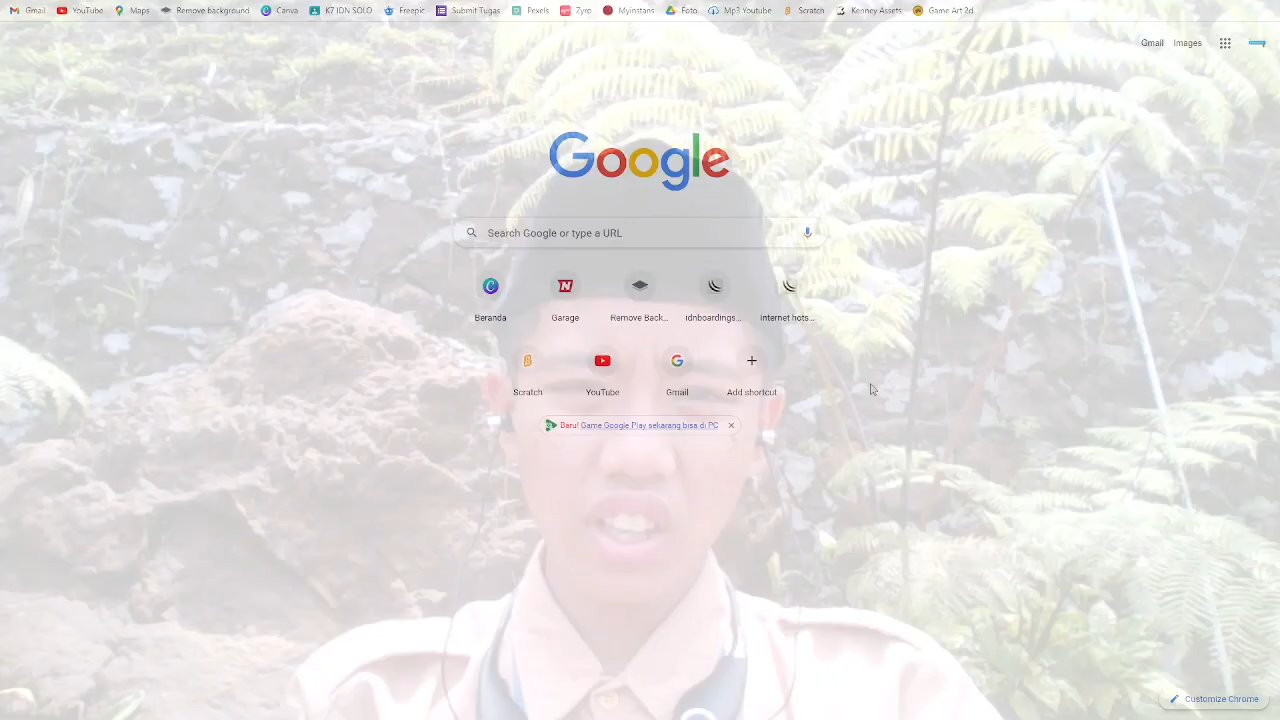 Gmail YouTube Maps Remove background Canva K7 IDN SOLO Freepic Submit Tugas Pexels Zyro Myinstans Foto Mp3 Youtube Scratch Kenney Assets Game Art 2d
Gmail Images
Google
Search Google or type a URL
Beranda Garage Remove Back... idnboardings... Internet hots...
Scratch YouTube Gmail Add shortcut
Baru! Game Google Play sekarang bisa di PC
Customize Chrome